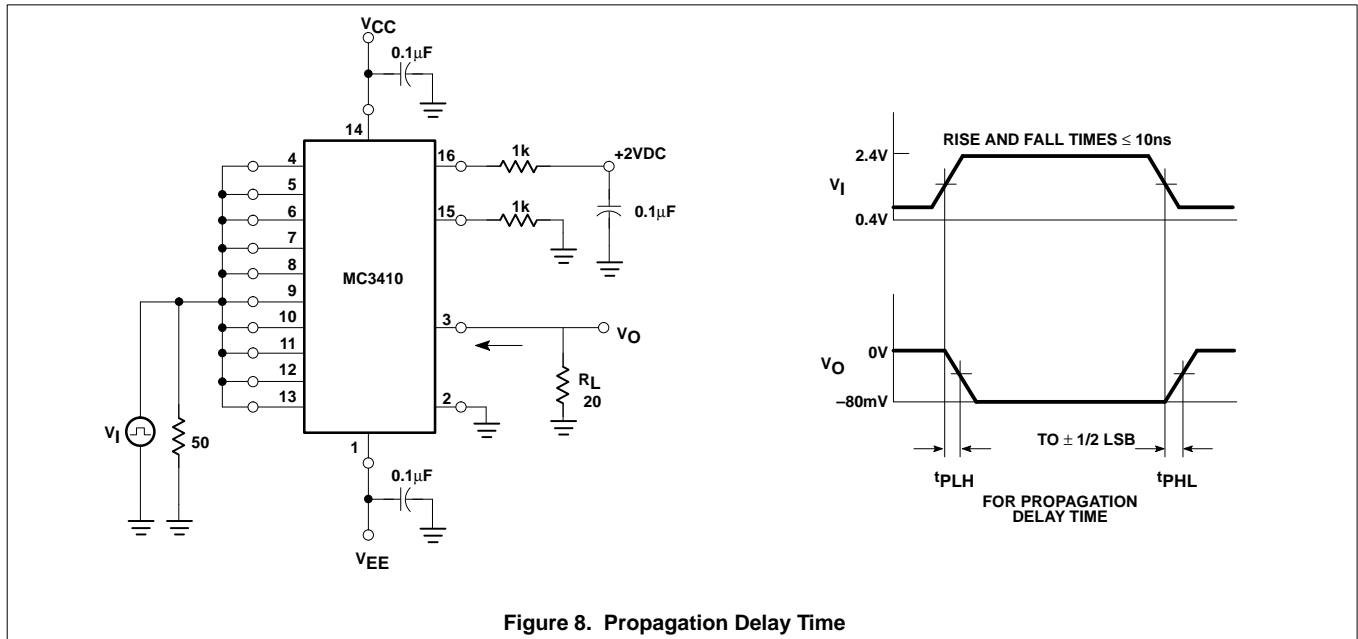 VCC
0.1µF
14
4
5
6
7
8
9
10
11
12
13
MC3410
16
1k
+2VDC
0.1µF
15
1k
3
VO
RL
20
2
1
VI
50
0.1µF
VEE
RISE AND FALL TIMES ≤ 10ns
2.4V
VI
0.4V
0V
VO
–80mV
TO ± 1/2 LSB
tPLH
tPHL
FOR PROPAGATION
DELAY TIME
Figure 8. Propagation Delay Time